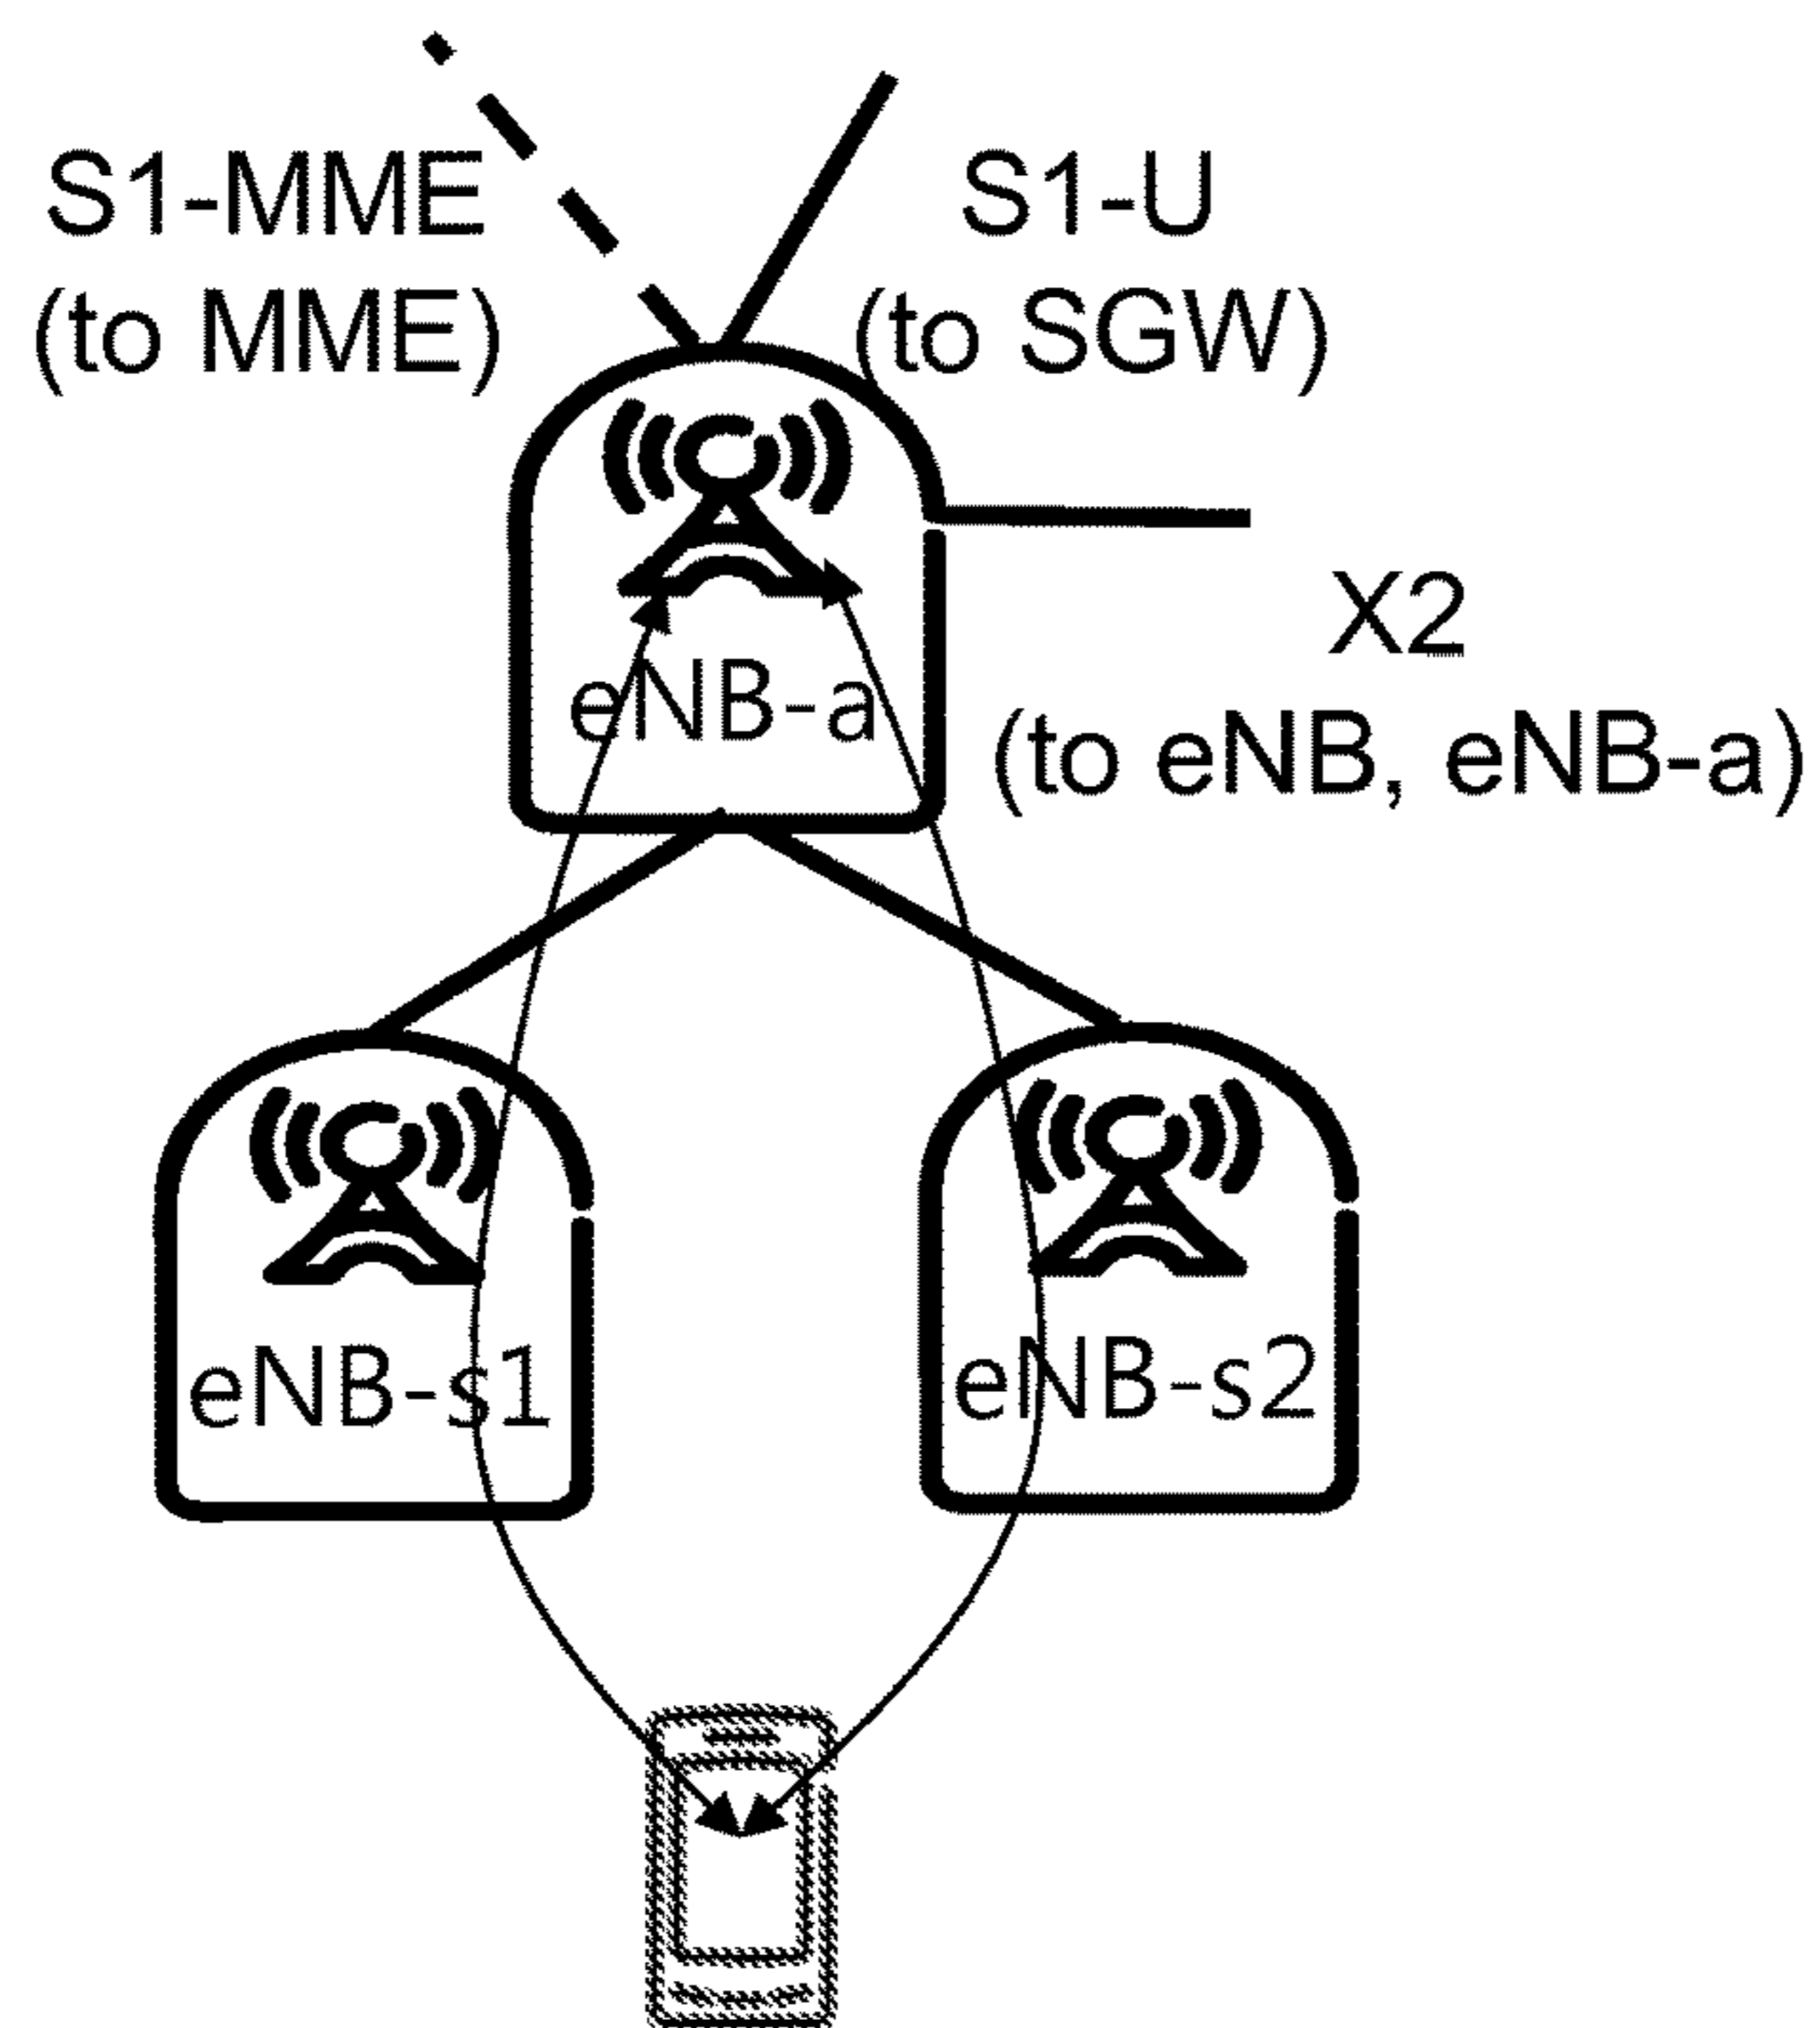 S1-MME
(to MME)
S1-U
(to SGW)
eNB-a
X2
(to eNB, eNB-a)
eNB-s1
eNB-s2